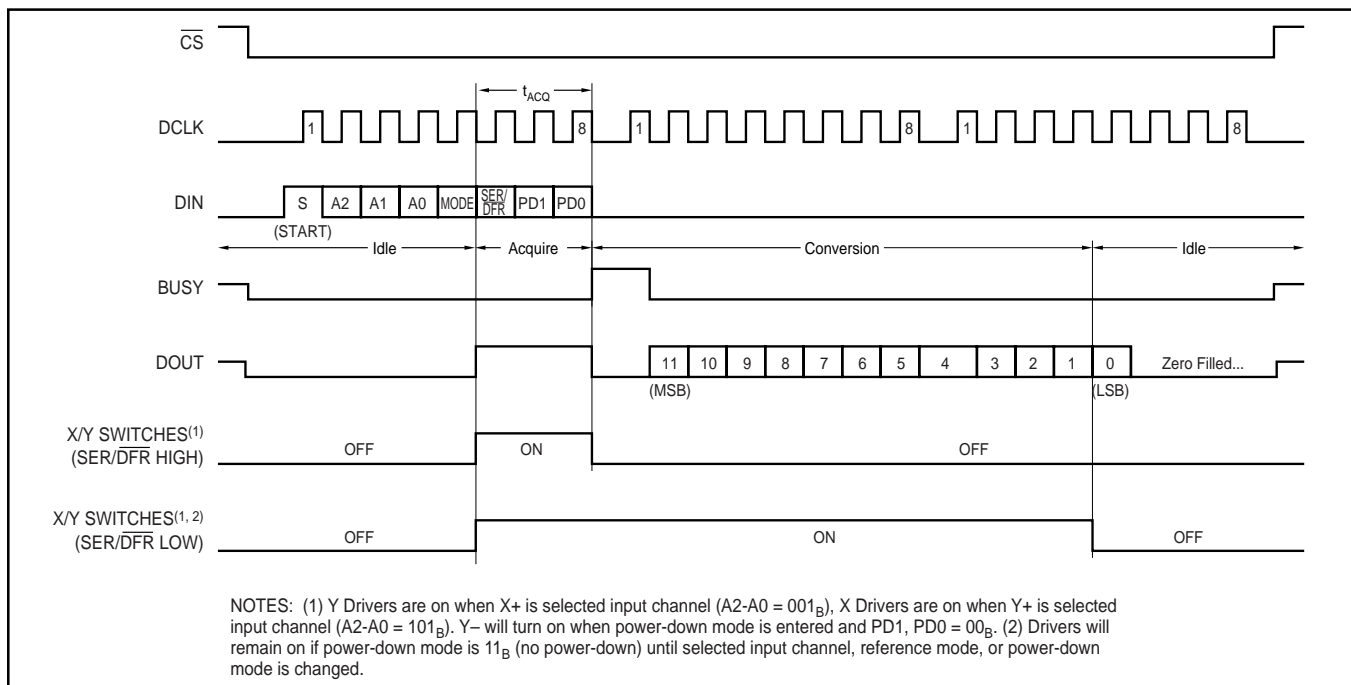 CS
tACQ
DCLK 1 8 1 8 1 8
DIN S A2 A1 A0 MODE SER/DFR PD1 PD0
(START)
Idle Acquire Conversion Idle
BUSY
DOUT 11 10 9 8 7 6 5 4 3 2 1 0 Zero Filled...
(MSB) (LSB)
X/Y SWITCHES(1)
(SER/DFR HIGH) OFF ON OFF
X/Y SWITCHES(1, 2)
(SER/DFR LOW) OFF ON OFF
NOTES: (1) Y Drivers are on when X+ is selected input channel (A2-A0 = 001B), X Drivers are on when Y+ is selected
input channel (A2-A0 = 101B). Y– will turn on when power-down mode is entered and PD1, PD0 = 00B. (2) Drivers will
remain on if power-down mode is 11B (no power-down) until selected input channel, reference mode, or power-down
mode is changed.